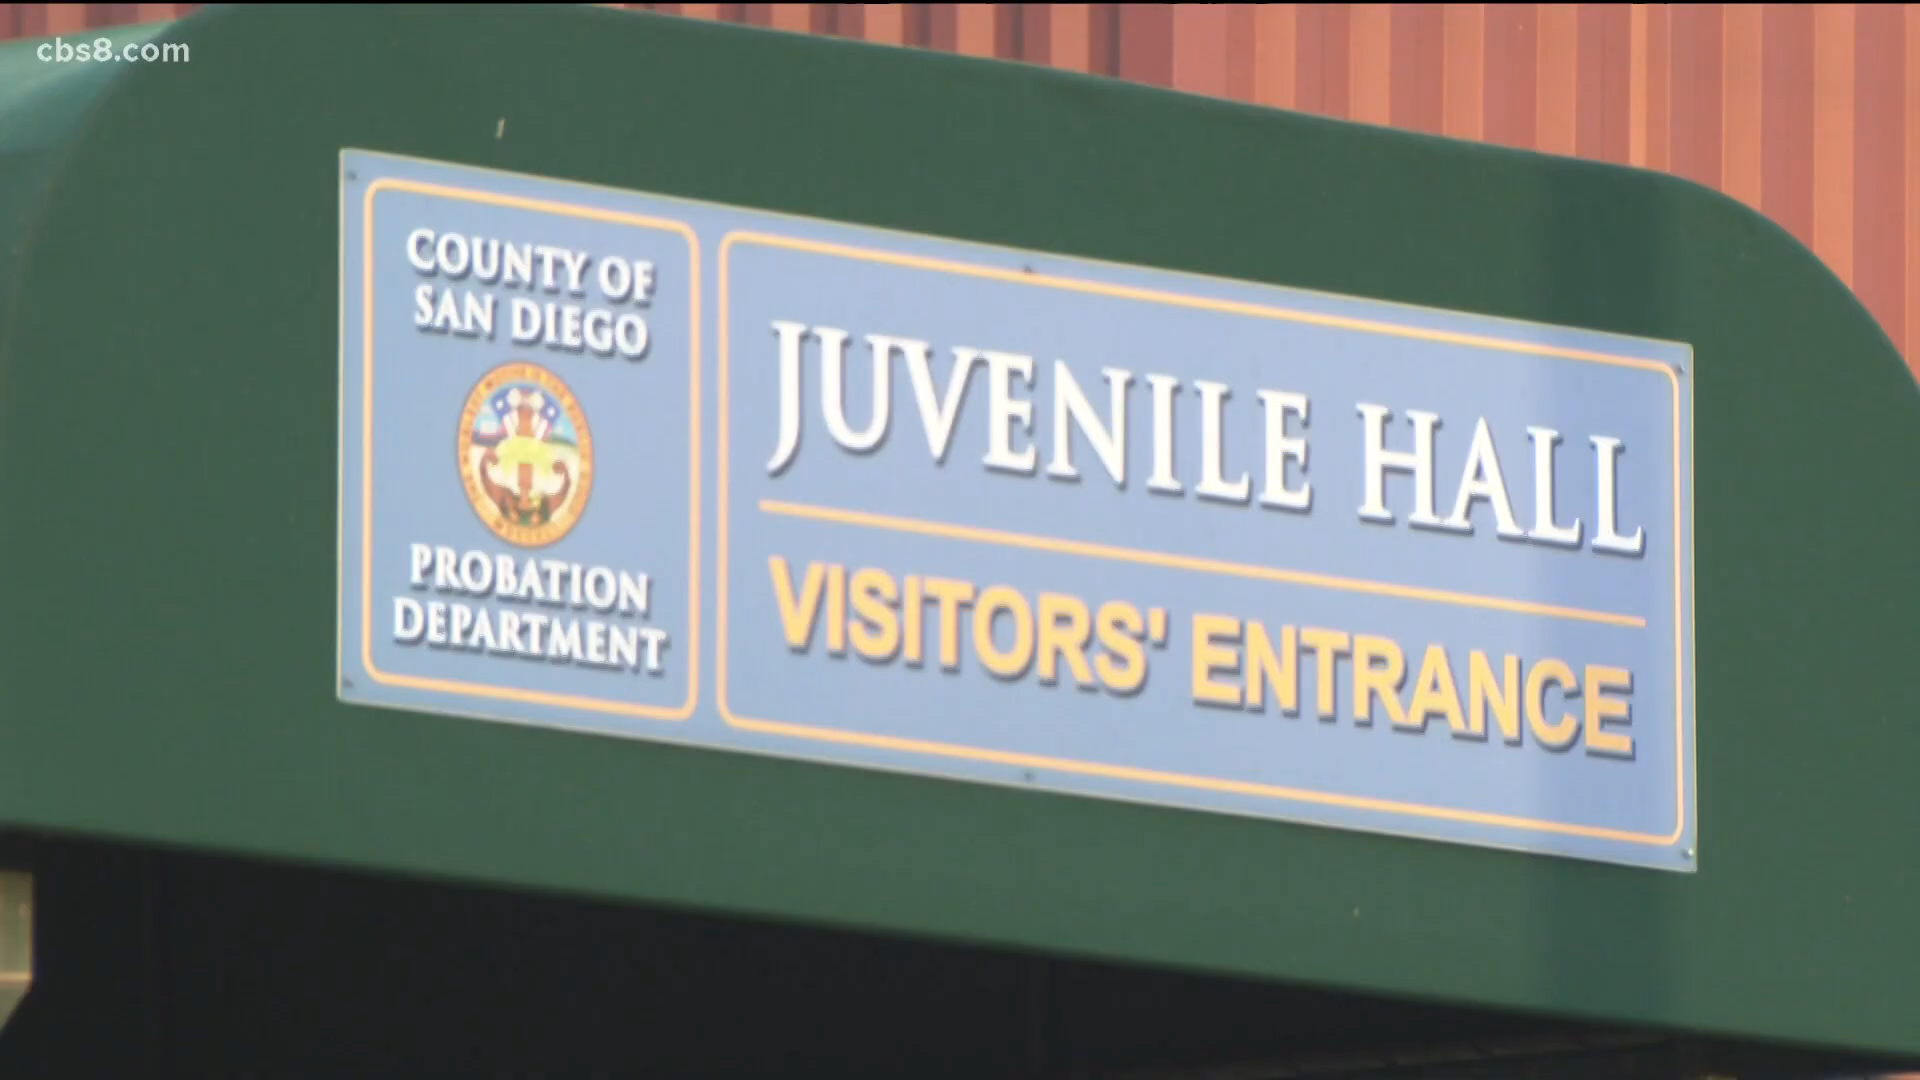 cbs8.com
COUNTY OF
SAN DIEGO
PROBATION
DEPARTMENT
JUVENILE HALL
VISITORS' ENTRANCE